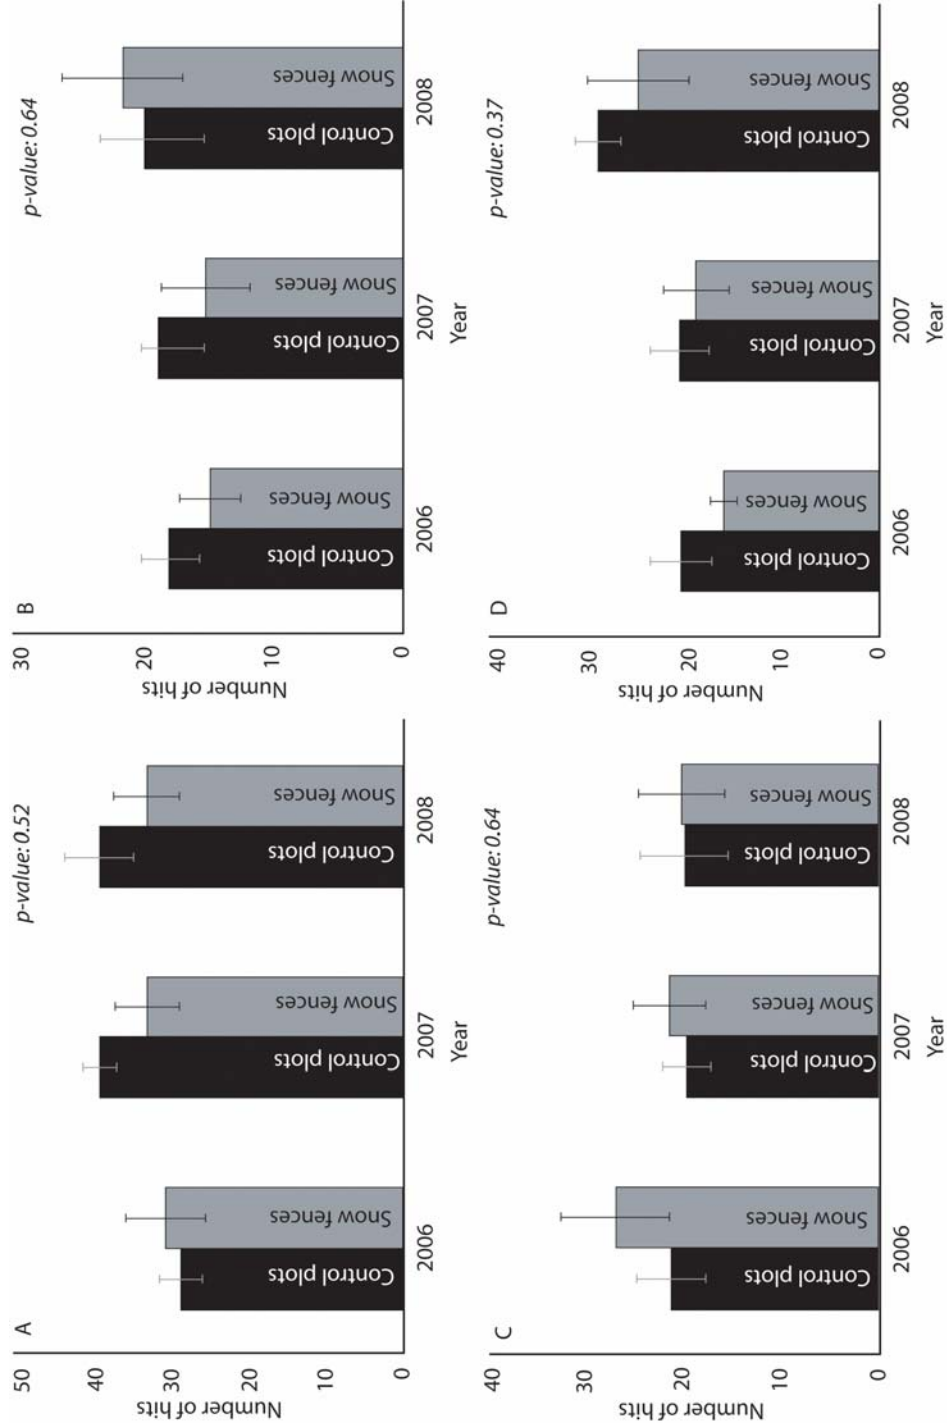 A
p-value: 0.52
50
40
30
20
10
0
Number of hits
Control plots
Snow fences
Control plots
Snow fences
Control plots
Snow fences
2006
2007
2008
Year
B
p-value: 0.64
30
20
10
0
Number of hits
Control plots
Snow fences
Control plots
Snow fences
Control plots
Snow fences
2006
2007
2008
Year
C
p-value: 0.64
40
30
20
10
0
Number of hits
Control plots
Snow fences
Control plots
Snow fences
Control plots
Snow fences
2006
2007
2008
Year
D
p-value: 0.37
40
30
20
10
0
Number of hits
Control plots
Snow fences
Control plots
Snow fences
Control plots
Snow fences
2006
2007
2008
Year